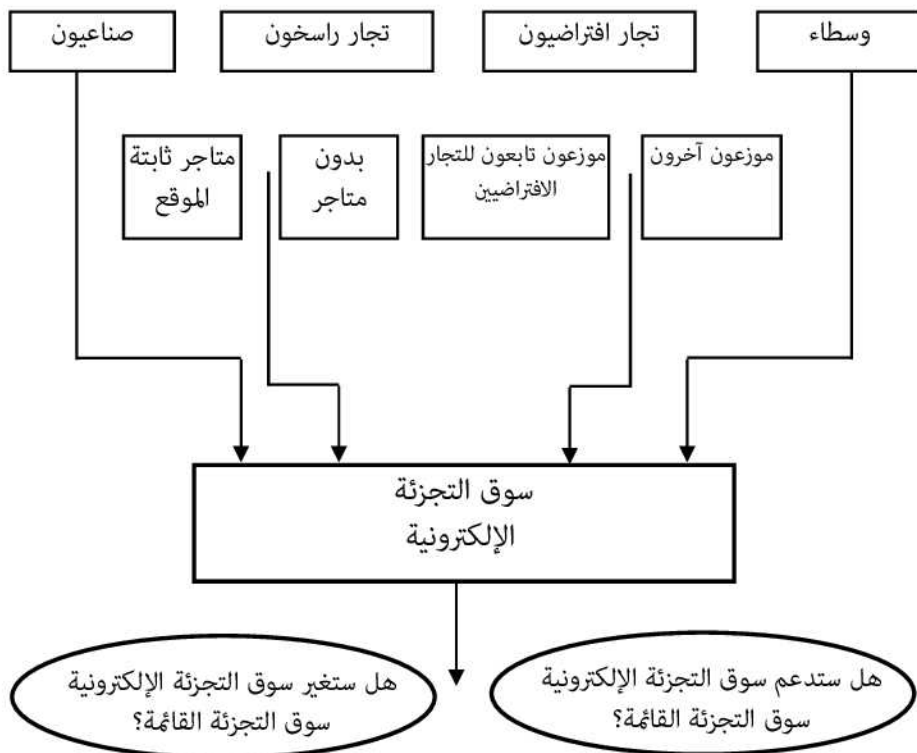 وسطاء
تجار افتراضيون
تجار راسخون
صناعيون
موزعون آخرون
موزعون تابعون للتجار
الافتراضيين
بدون
متاجر
متاجر ثابتة
الموقع
سوق التجزئة
الإلكترونية
هل ستدعم سوق التجزئة الإلكترونية
سوق التجزئة القائمة؟
هل ستغير سوق التجزئة الإلكترونية
سوق التجزئة القائمة؟